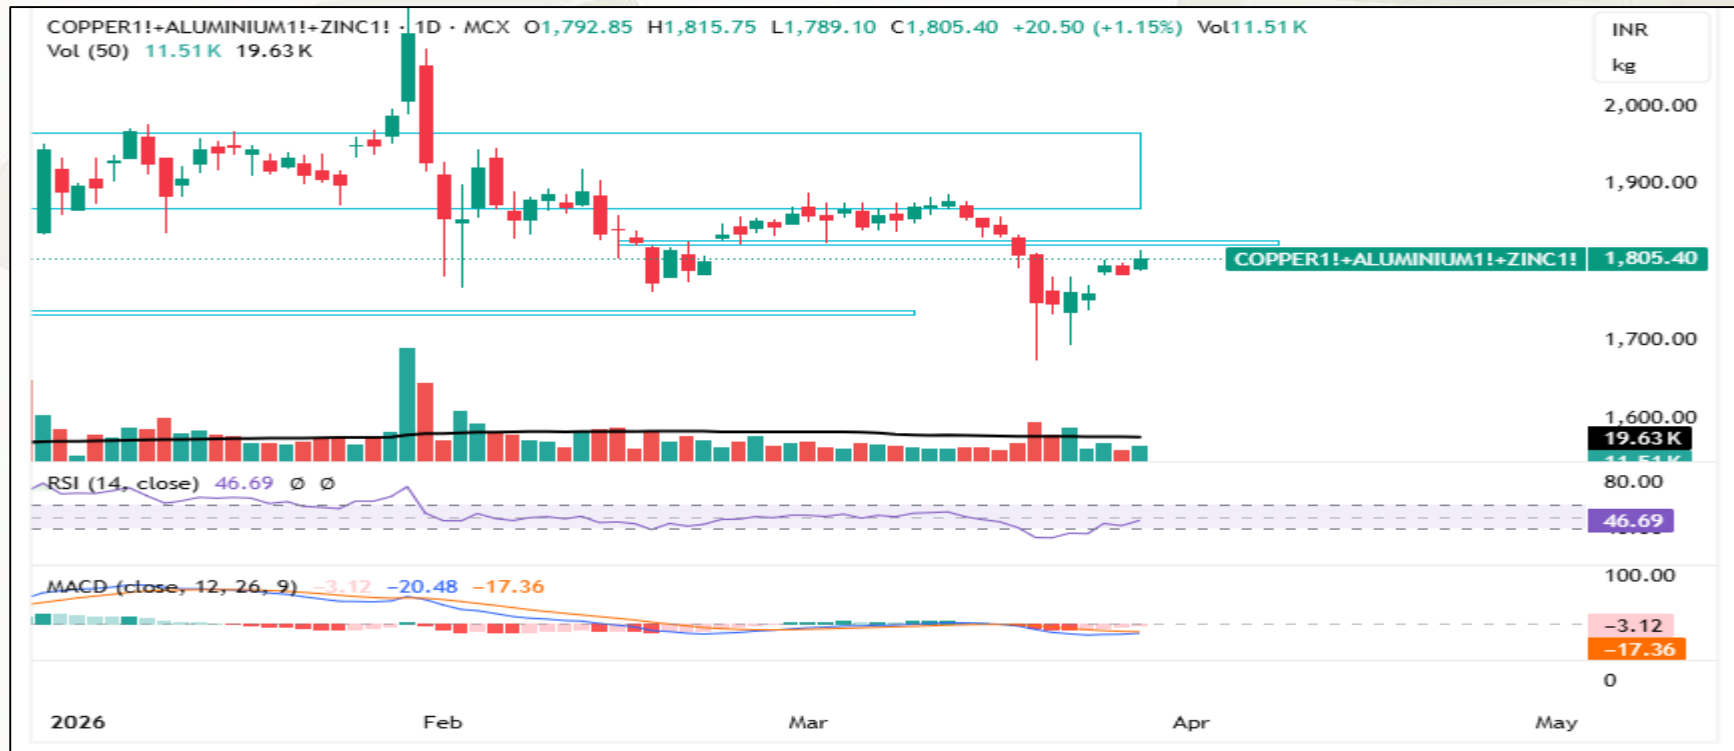 COPPER1!+ALUMINIUM1!+ZINC1! · 1D · MCX O1,792.85 H1,815.75 L1,789.10 C1,805.40 +20.50 (+1.15%) Vol11.51 K
Vol (50) 11.51 K 19.63 K
INR
kg
2,000.00
1,900.00
COPPER1!+ALUMINIUM1!+ZINC1! 1,805.40
1,700.00
1,600.00
19.63 K
11.51 K
RSI (14, close) 46.69 Ø Ø
80.00
46.69
MACD (close, 12, 26, 9) −3.12 −20.48 −17.36
100.00
−3.12
−17.36
0
2026 Feb Mar Apr May